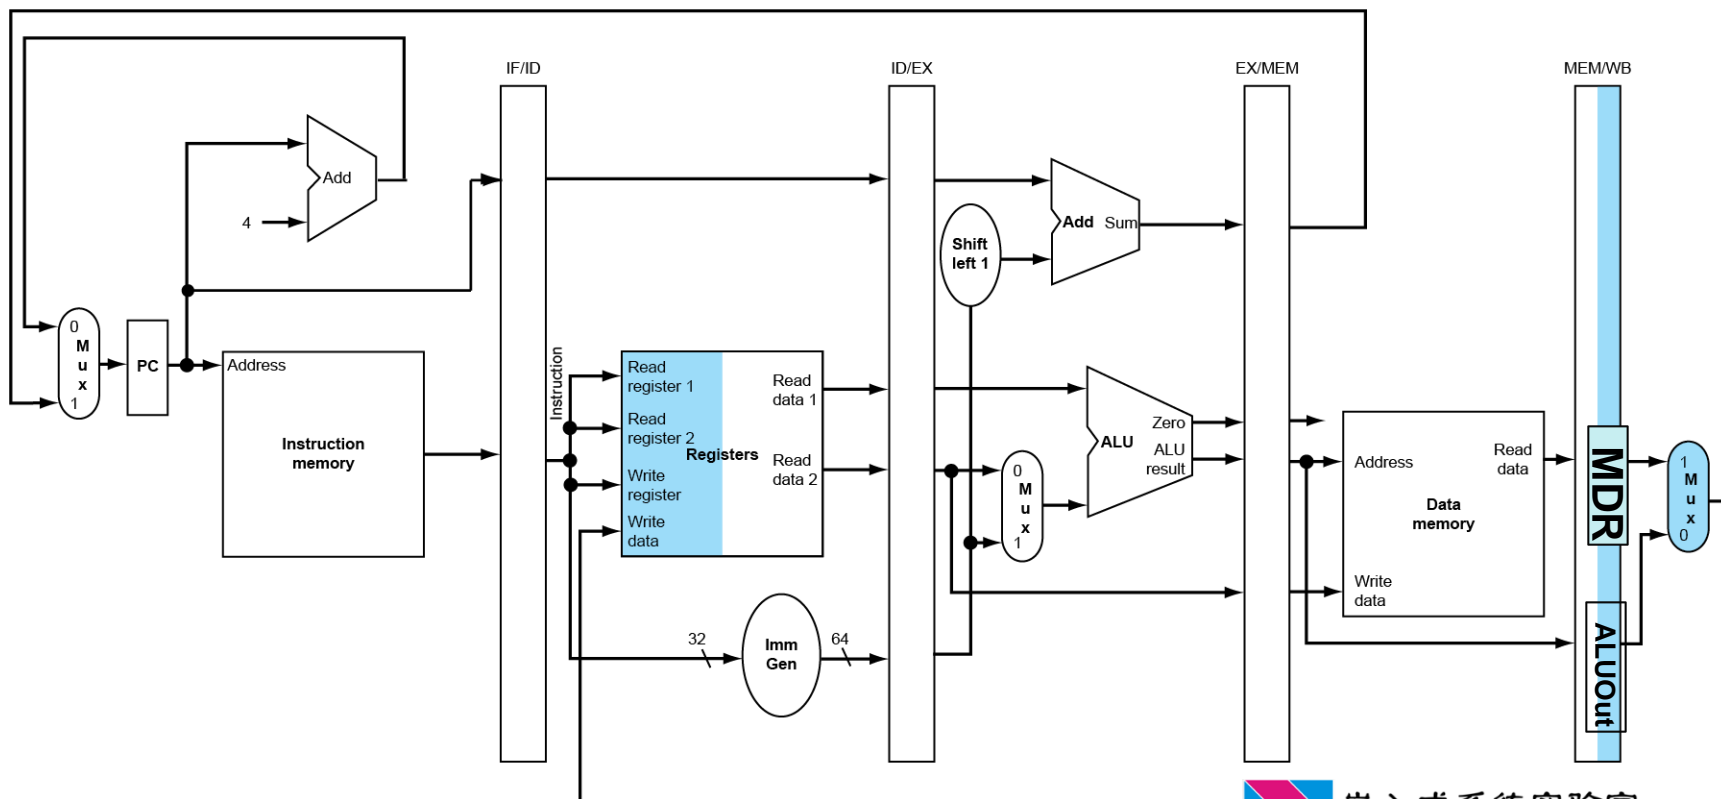 IF/ID
ID/EX
EX/MEM
MEM/WB
Add
4
Add Sum
Shift
left 1
0
M
u
x
1
PC
Address
Instruction
memory
Instruction
Read
register 1
Read
register 2
Registers
Write
register
Write
data
Read
data 1
Read
data 2
0
M
u
x
1
Zero
ALU
ALU
result
Address
Read
data
Data
memory
Write
data
MDR
ALUOut
1
M
u
x
0
32
Imm
Gen
64